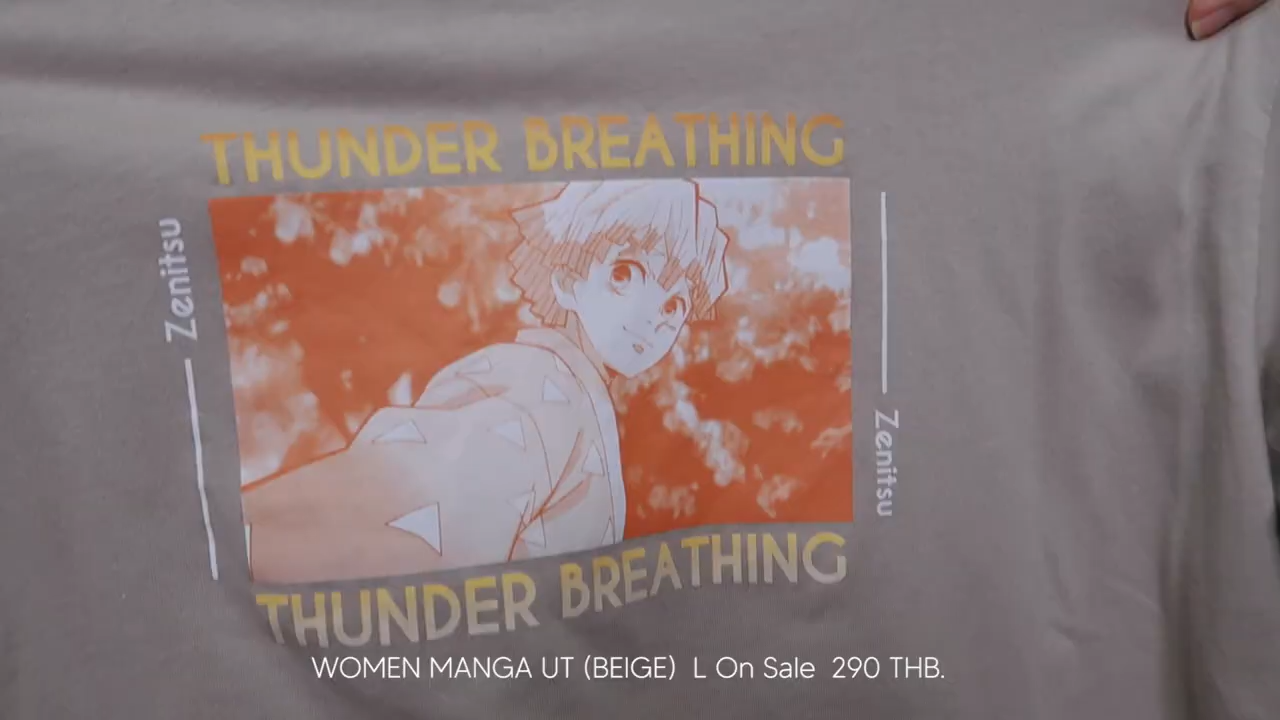 THUNDER BREATHING
Zenitsu
Zenitsu
THUNDER BREATHING
WOMEN MANGA UT (BEIGE) L On Sale 290 THB.